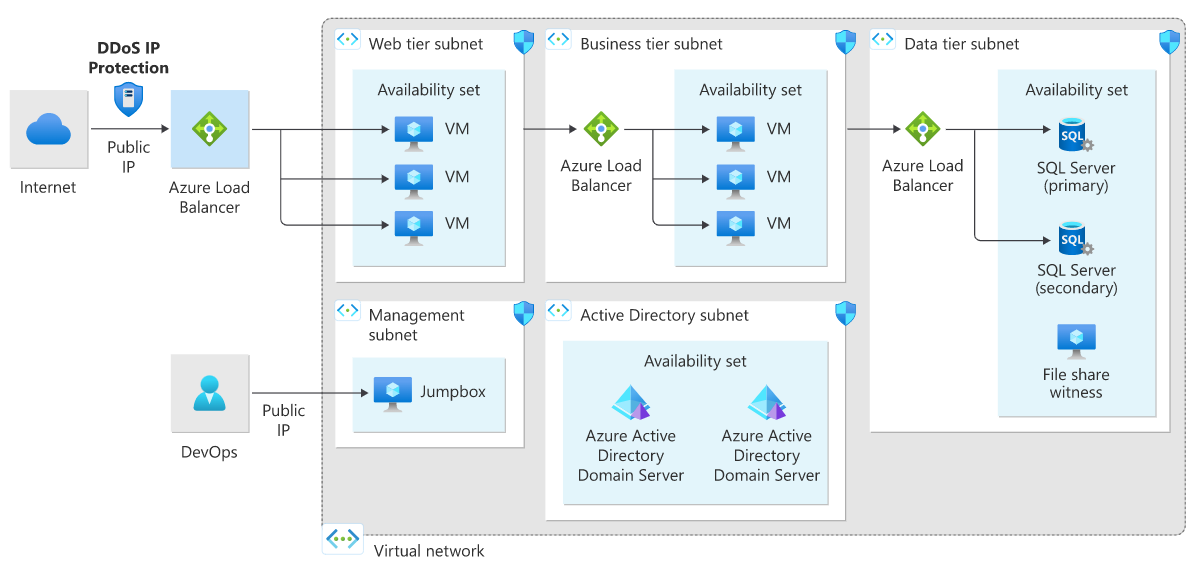 DDoS IP
Protection
Internet
Public
IP
Azure Load
Balancer
Web tier subnet
Availability set
VM
VM
VM
Business tier subnet
Azure Load
Balancer
Availability set
VM
VM
VM
Data tier subnet
Azure Load
Balancer
Availability set
SQL
SQL Server
(primary)
SQL
SQL Server
(secondary)
File share
witness
DevOps
Public
IP
Management
subnet
Jumpbox
Active Directory subnet
Availability set
Azure Active
Directory
Domain Server
Azure Active
Directory
Domain Server
Virtual network